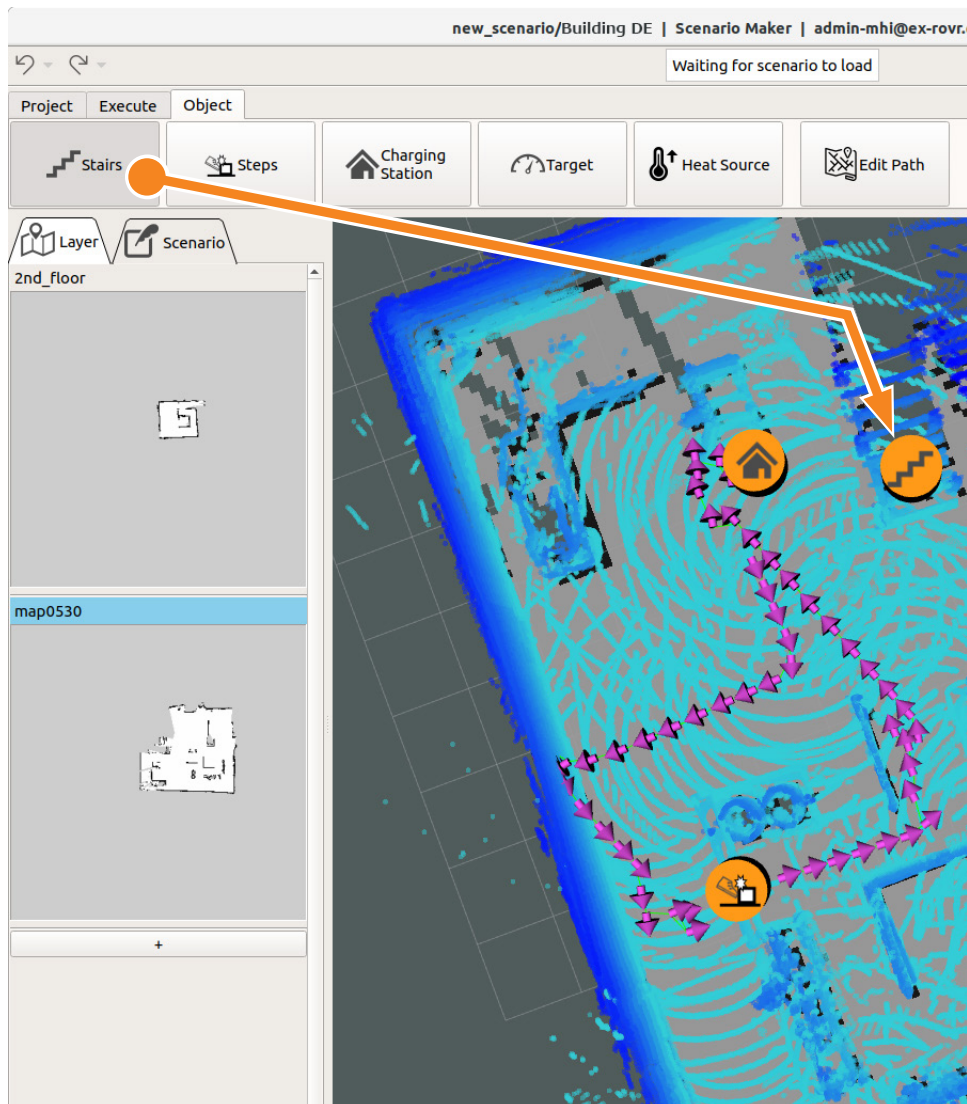 new_scenario/Building DE | Scenario Maker | admin-mhi@ex-rovr.
Waiting for scenario to load
Project Execute Object
Stairs
Steps
Charging
Station
Target
Heat Source
Edit Path
Layer
Scenario
2nd_floor
map0530
+